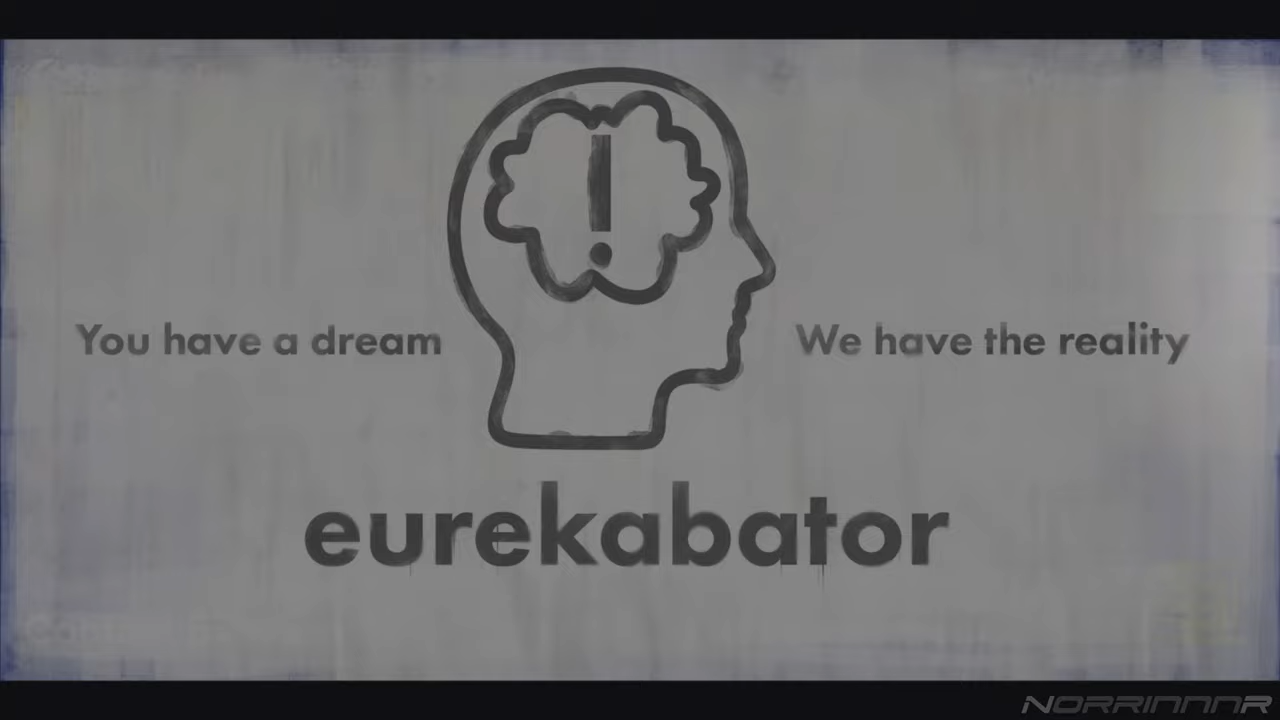 !
You have a dream
We have the reality
eurekabator
NORRINNNR